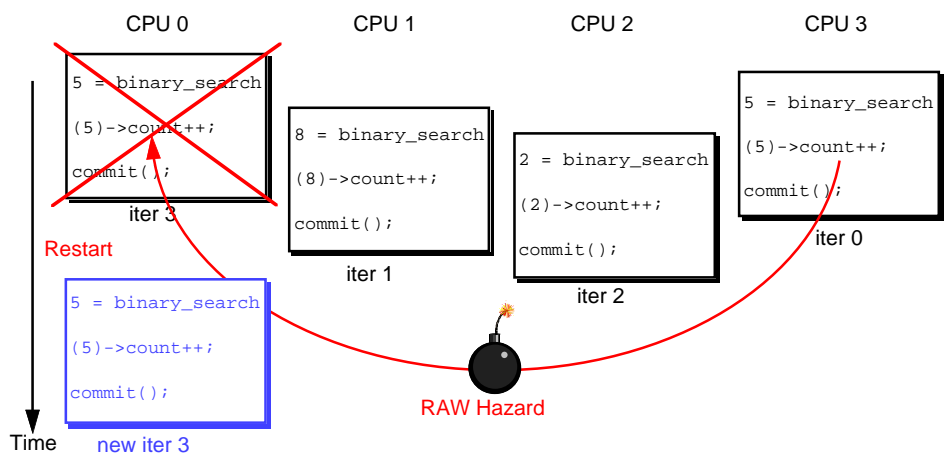 CPU 0
CPU 1
CPU 2
CPU 3
5 = binary_search
(5)->count++;
commit();
iter 3
8 = binary_search
(8)->count++;
commit();
iter 1
2 = binary_search
(2)->count++;
commit();
iter 2
5 = binary_search
(5)->count++;
commit();
iter 0
Restart
5 = binary_search
(5)->count++;
commit();
new iter 3
RAW Hazard
Time